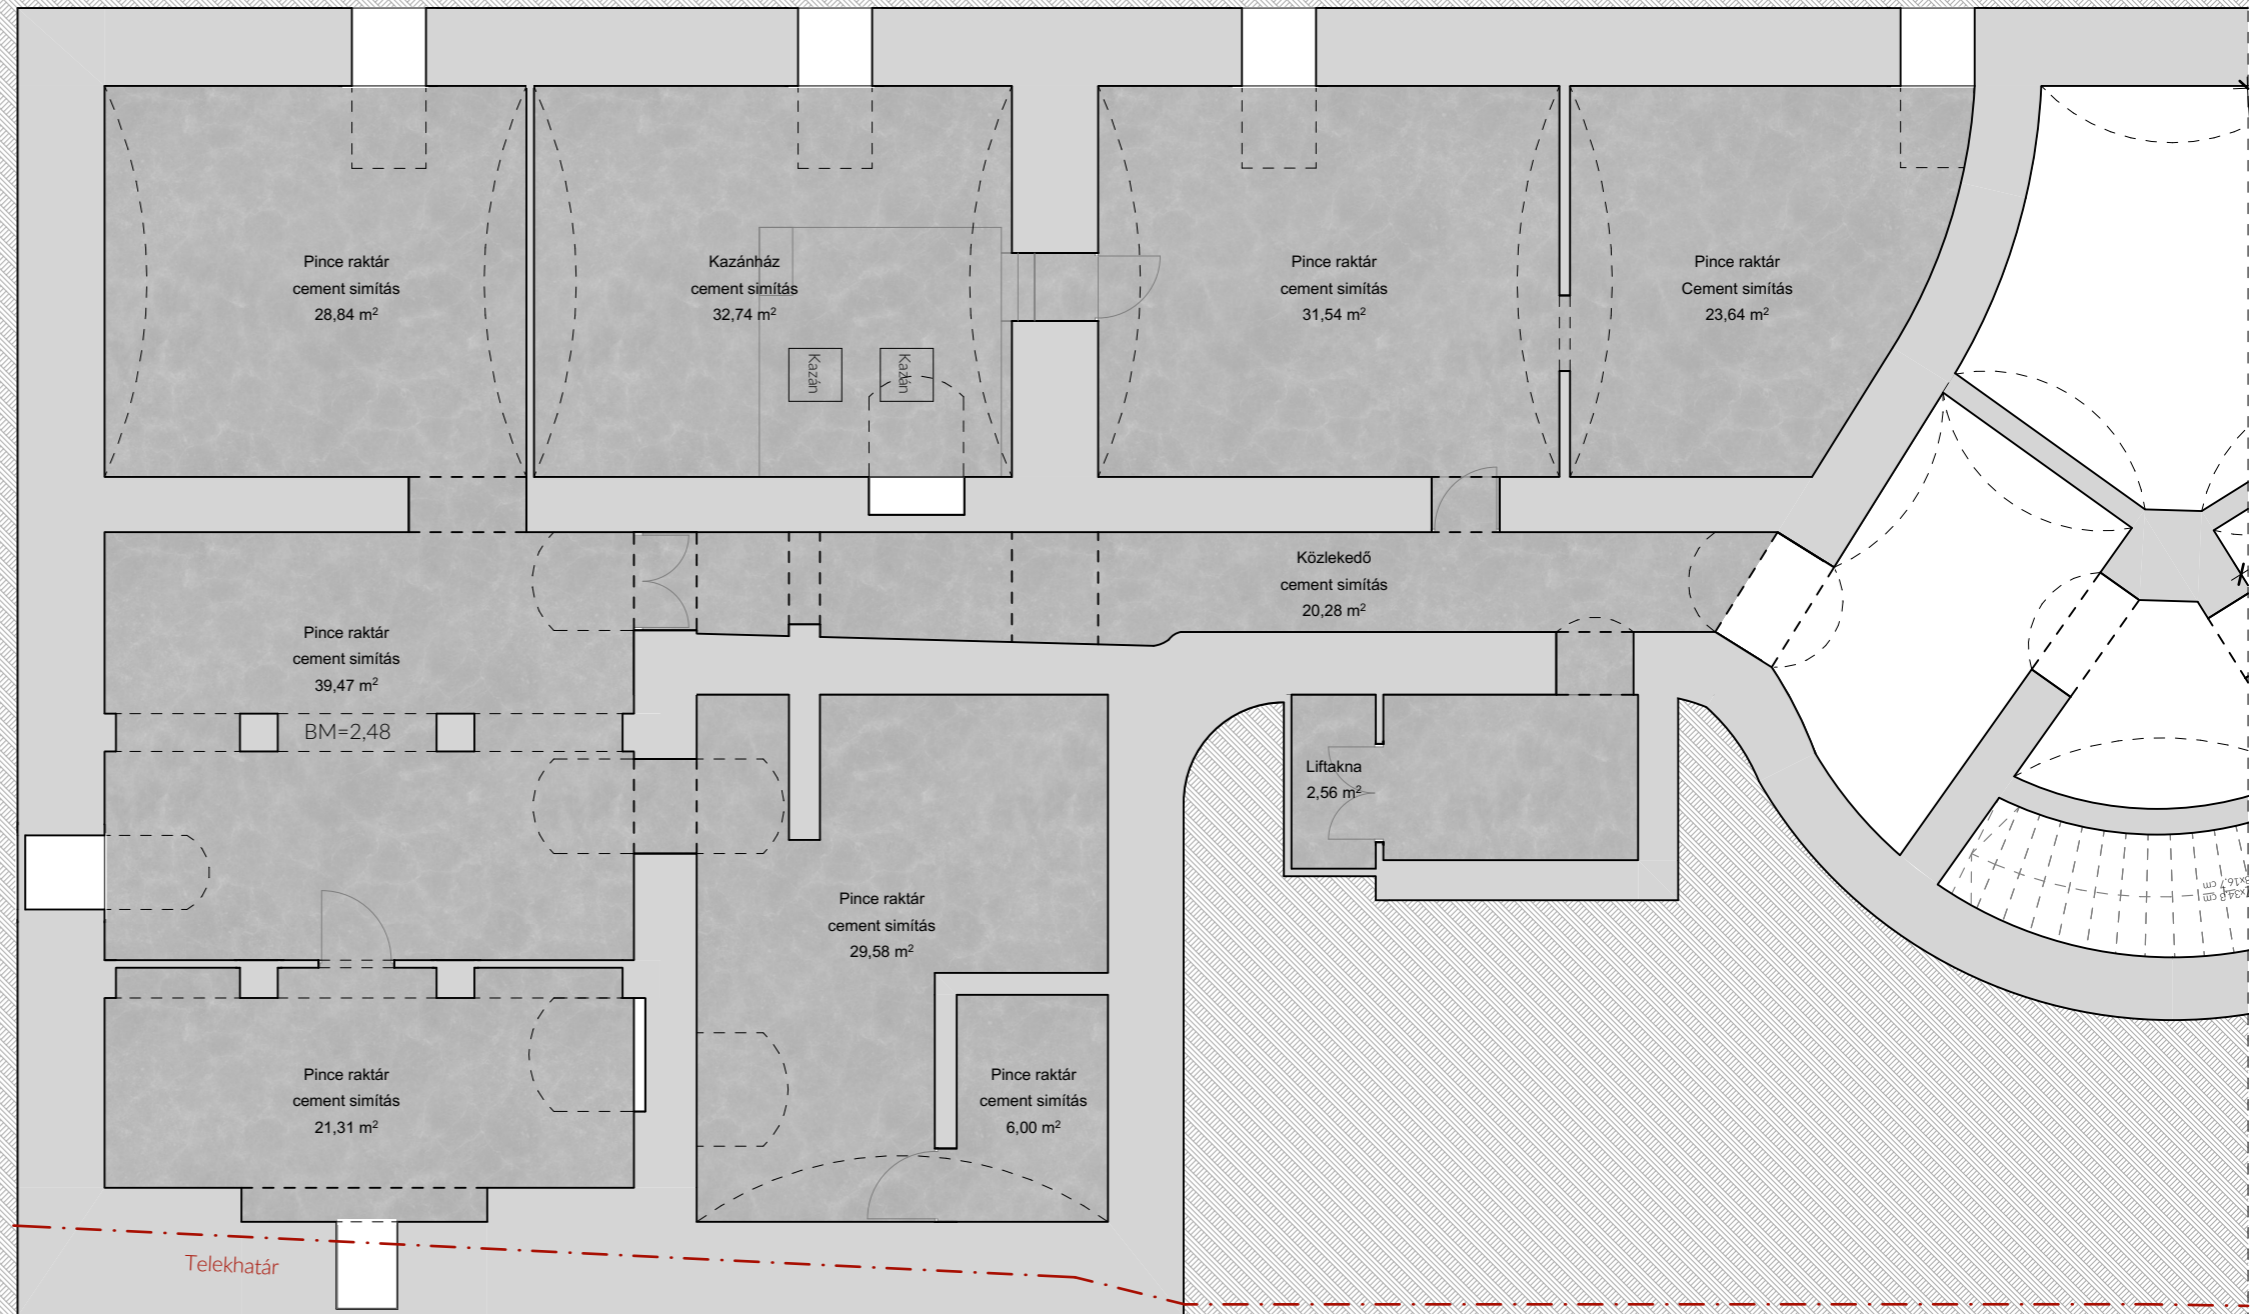 Pince raktár
cement simítás
28,84 m²
Kazánház
cement simítás
32,74 m²
Kazán
Kazán
Pince raktár
cement simítás
31,54 m²
Pince raktár
Cement simítás
23,64 m²
Közlekedő
cement simítás
20,28 m²
Pince raktár
cement simítás
39,47 m²
BM=2,48
Liftakna
2,56 m²
Pince raktár
cement simítás
29,58 m²
Pince raktár
cement simítás
21,31 m²
Pince raktár
cement simítás
6,00 m²
Telekhatár